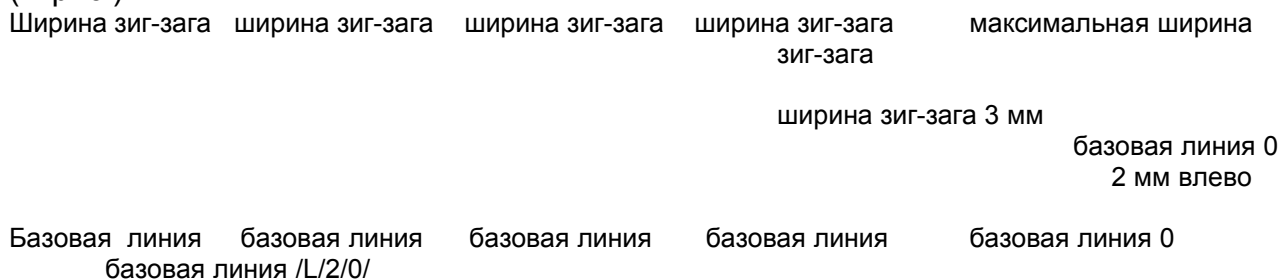 Ширина зиг-зага ширина зиг-зага ширина зиг-зага ширина зиг-зага максимальная ширина
зиг-зага
ширина зиг-зага 3 мм
базовая линия 0
2 мм влево
Базовая линия базовая линия базовая линия базовая линия базовая линия 0
базовая линия /L/2/0/